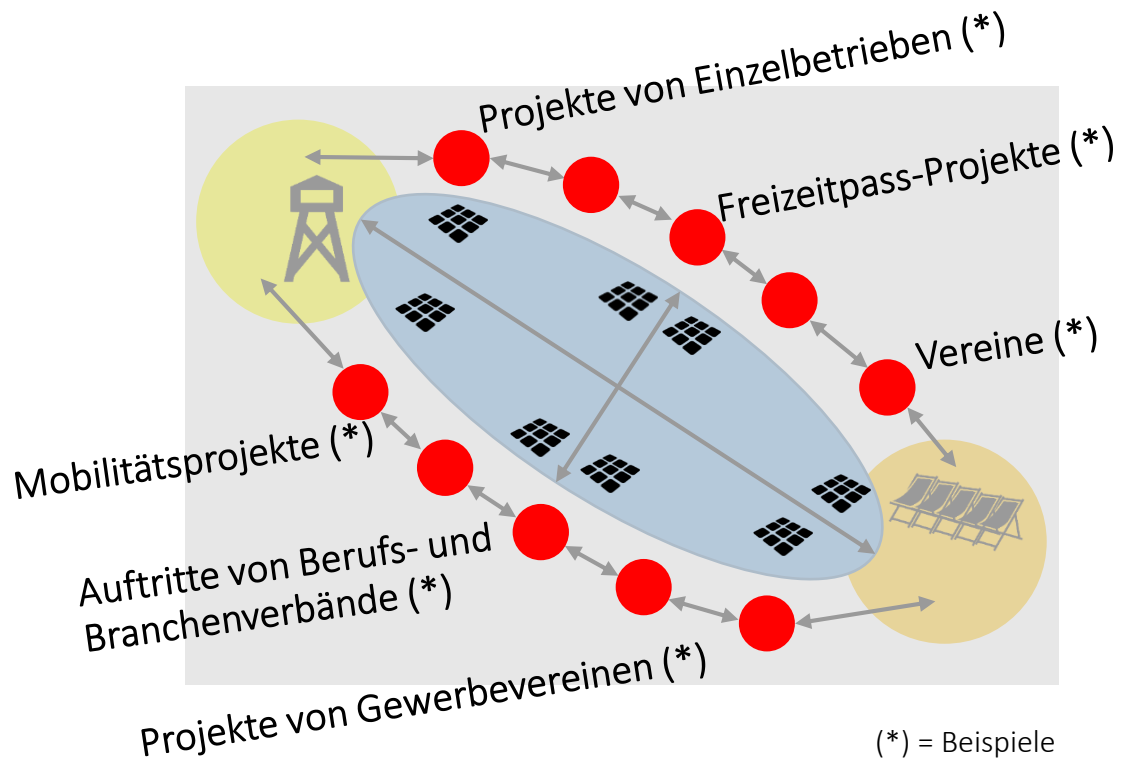 Projekte von Einzelbetrieben (*)
Freizeitpass-Projekte (*)
Vereine (*)
Mobilitätsprojekte (*)
Auftritte von Berufs- und
Branchenverbände (*)
Projekte von Gewerbevereinen (*)
(*) = Beispiele